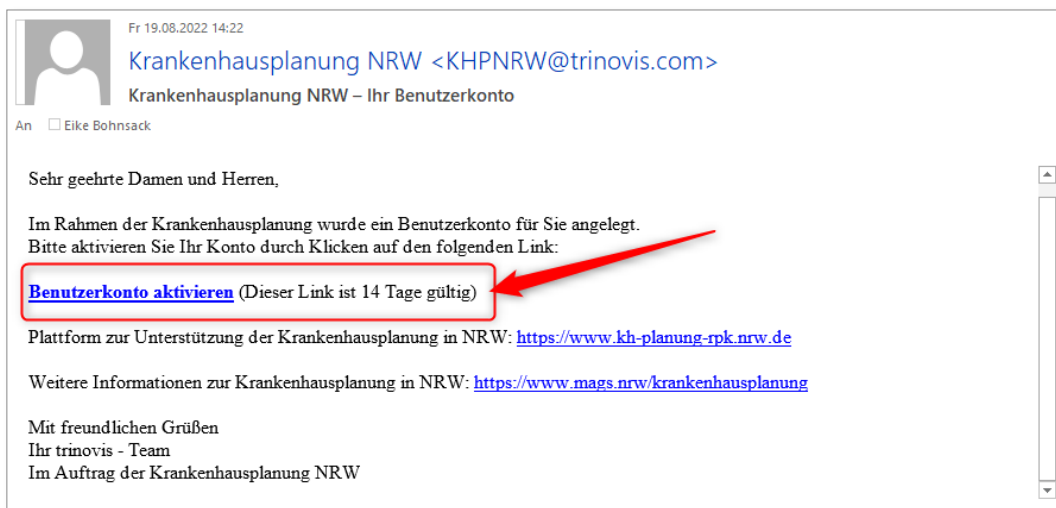 Fr 19.08.2022 14:22
Krankenhausplanung NRW <KHPNRW@trinovis.com>
Krankenhausplanung NRW – Ihr Benutzerkonto
An Eike Bohnsack
Sehr geehrte Damen und Herren,
Im Rahmen der Krankenhausplanung wurde ein Benutzerkonto für Sie angelegt.
Bitte aktivieren Sie Ihr Konto durch Klicken auf den folgenden Link:
Benutzerkonto aktivieren (Dieser Link ist 14 Tage gültig)
Plattform zur Unterstützung der Krankenhausplanung in NRW: https://www.kh-planung-rpk.nrw.de
Weitere Informationen zur Krankenhausplanung in NRW: https://www.mags.nrw/krankenhausplanung
Mit freundlichen Grüßen
Ihr trinovis - Team
Im Auftrag der Krankenhausplanung NRW